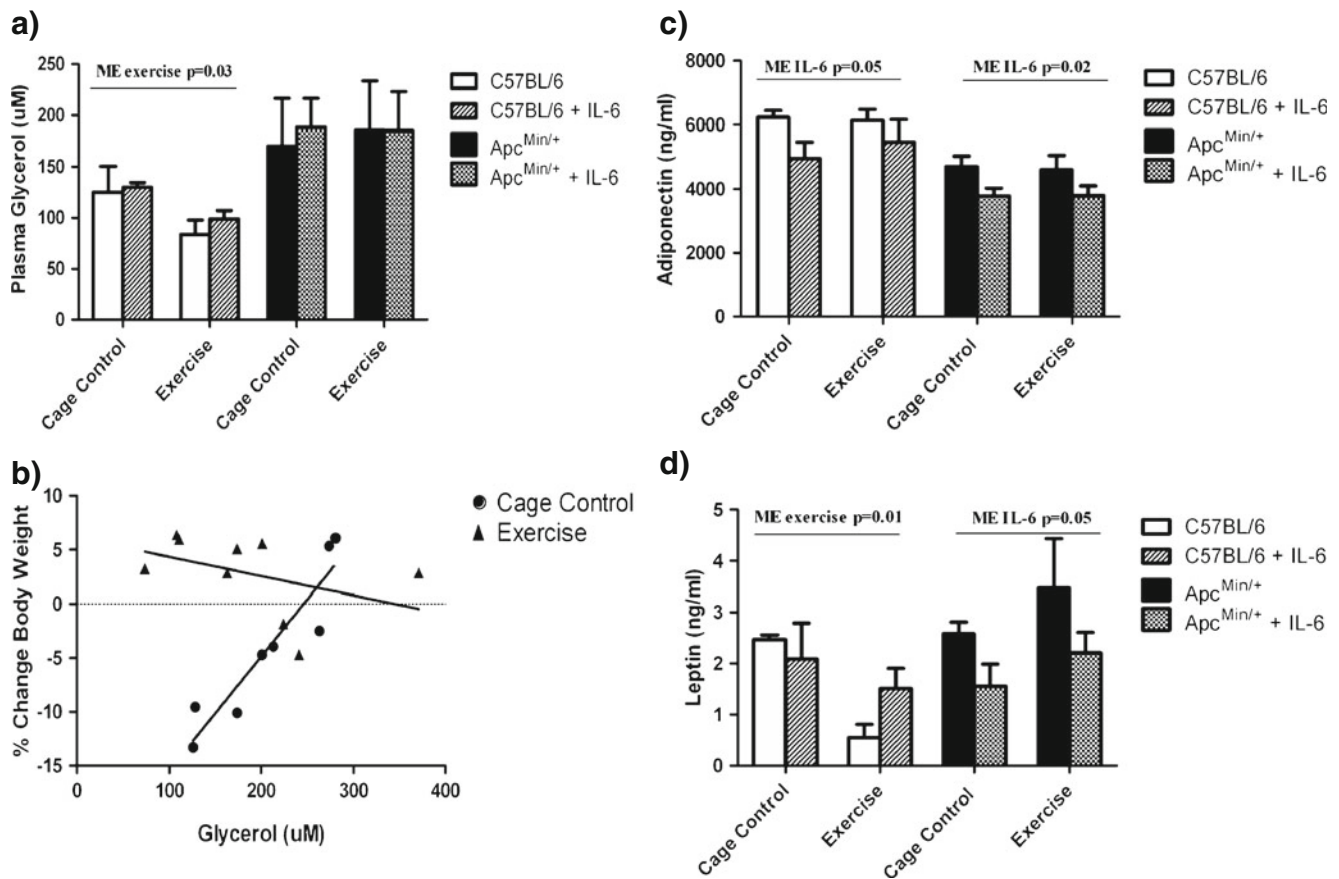 a)
ME exercise p=0.03
250
200
150
100
50
0
Plasma Glycerol (uM)
Cage Control
Exercise
Cage Control
Exercise
C57BL/6
C57BL/6 + IL-6
Apc^Min/+
Apc^Min/+ + IL-6
b)
10
5
0
-5
-10
-15
% Change Body Weight
0
100
200
300
400
Glycerol (uM)
Cage Control
Exercise
c)
ME IL-6 p=0.05
ME IL-6 p=0.02
8000
6000
4000
2000
0
Adiponectin (ng/ml)
Cage Control
Exercise
Cage Control
Exercise
C57BL/6
C57BL/6 + IL-6
Apc^Min/+
Apc^Min/+ + IL-6
d)
ME exercise p=0.01
ME IL-6 p=0.05
5
4
3
2
1
0
Leptin (ng/ml)
Cage Control
Exercise
Cage Control
Exercise
C57BL/6
C57BL/6 + IL-6
Apc^Min/+
Apc^Min/+ + IL-6